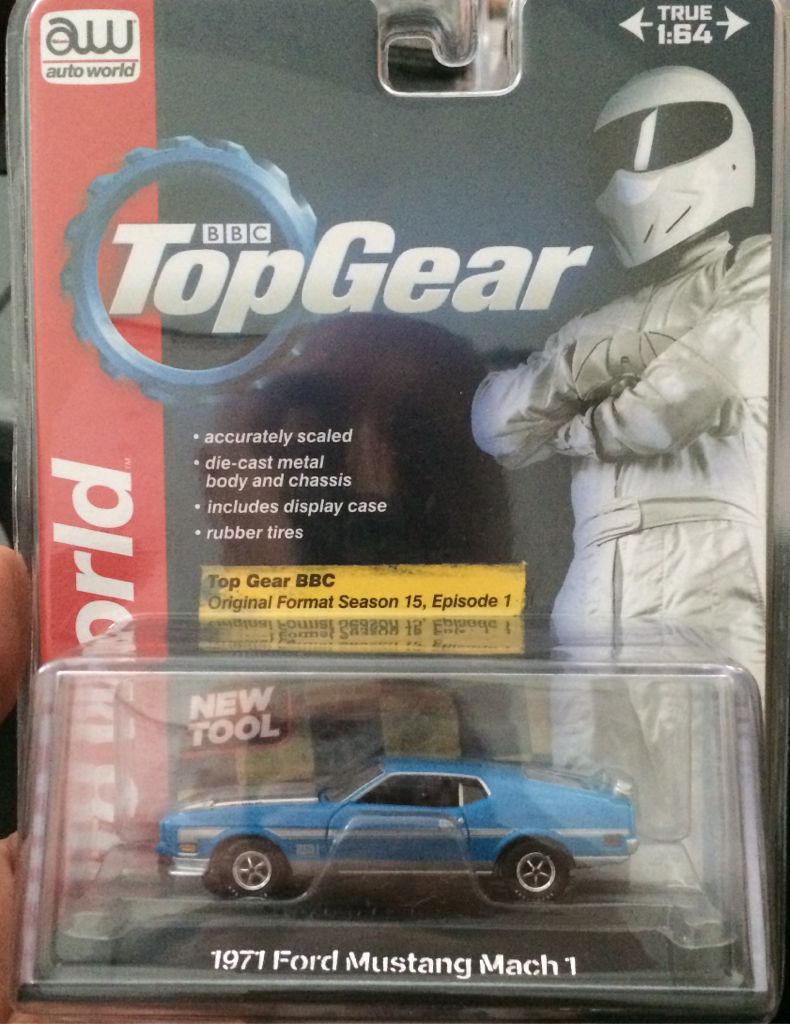 aw
auto world
TRUE
1:64
BBC
TopGear
• accurately scaled
• die-cast metal
body and chassis
• includes display case
• rubber tires
orld
Top Gear BBC
Original Format Season 15, Episode 1
NEW
TOOL
1971 Ford Mustang Mach 1